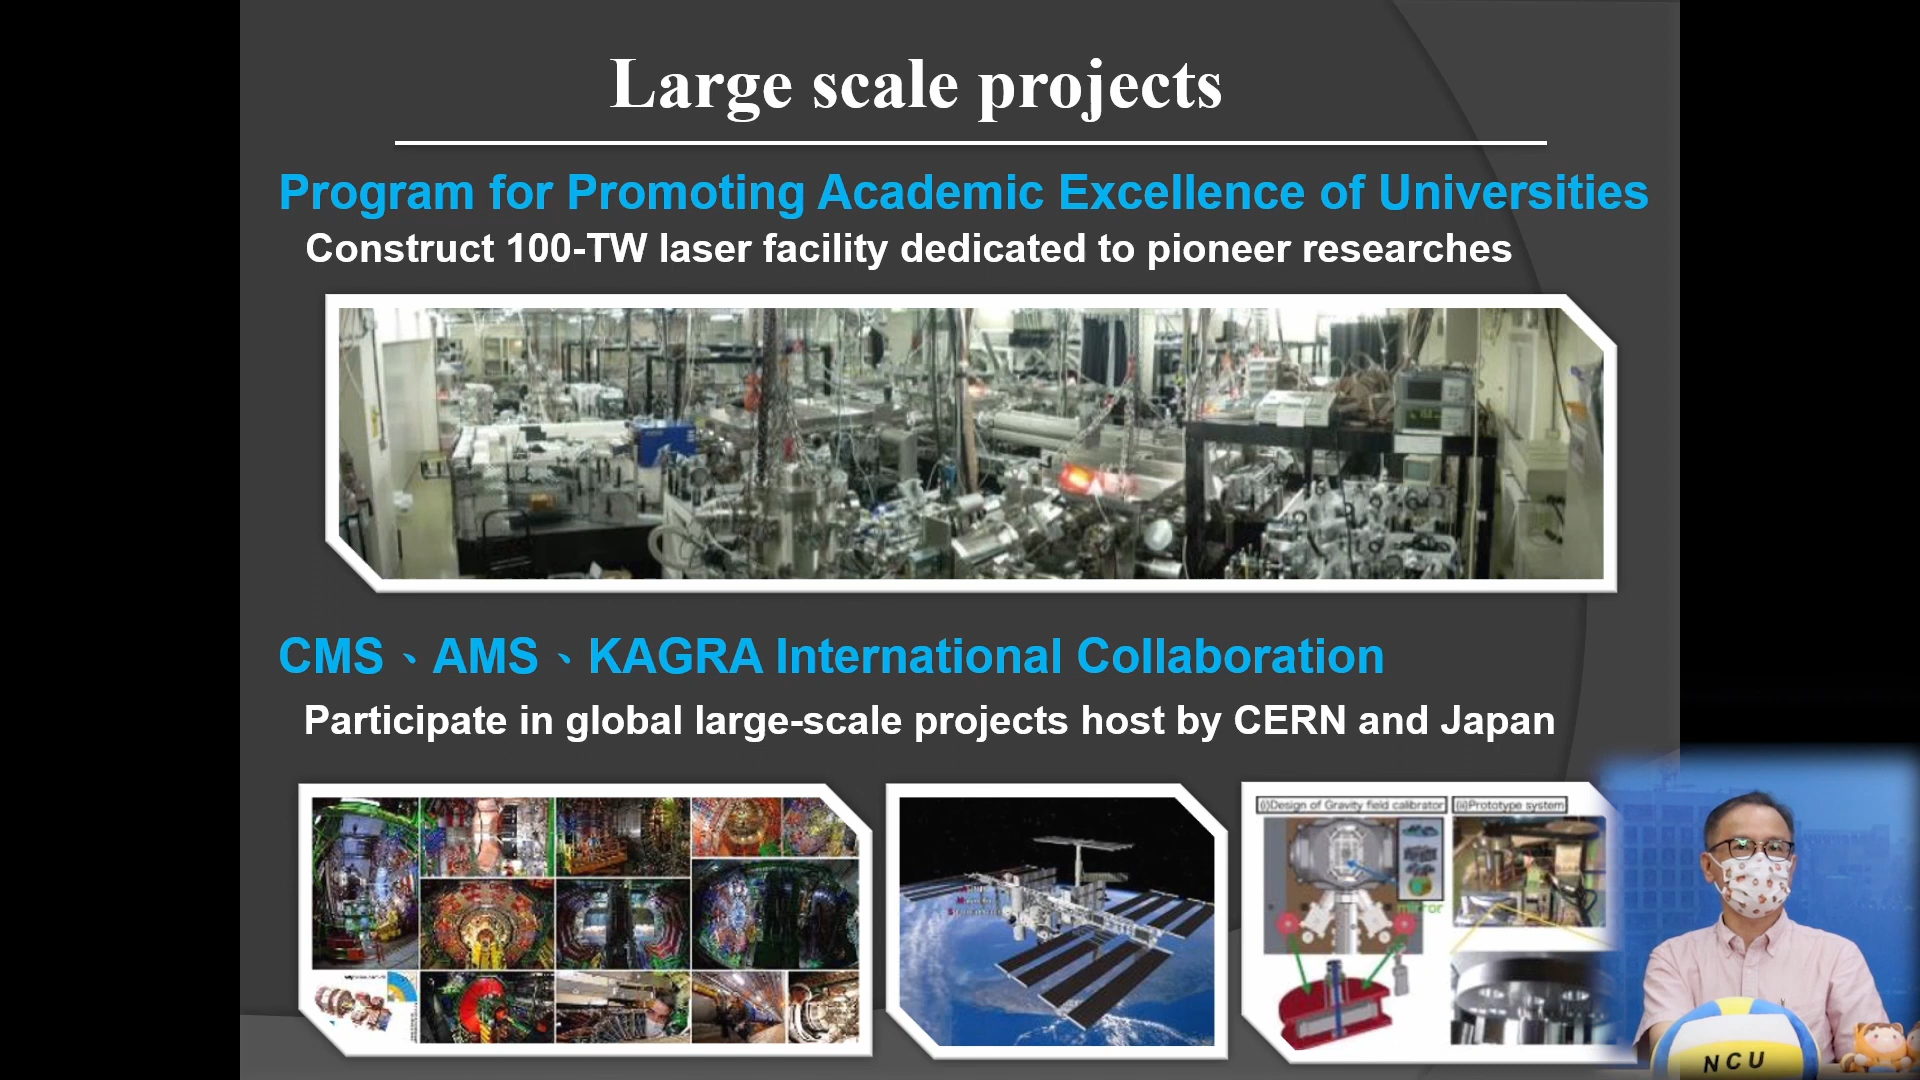 Large scale projects
Program for Promoting Academic Excellence of Universities
Construct 100-TW laser facility dedicated to pioneer researches
CMS、AMS、KAGRA International Collaboration
Participate in global large-scale projects host by CERN and Japan
(i)Design of Gravity field calibrator
(ii)Prototype system
mirror
NCU